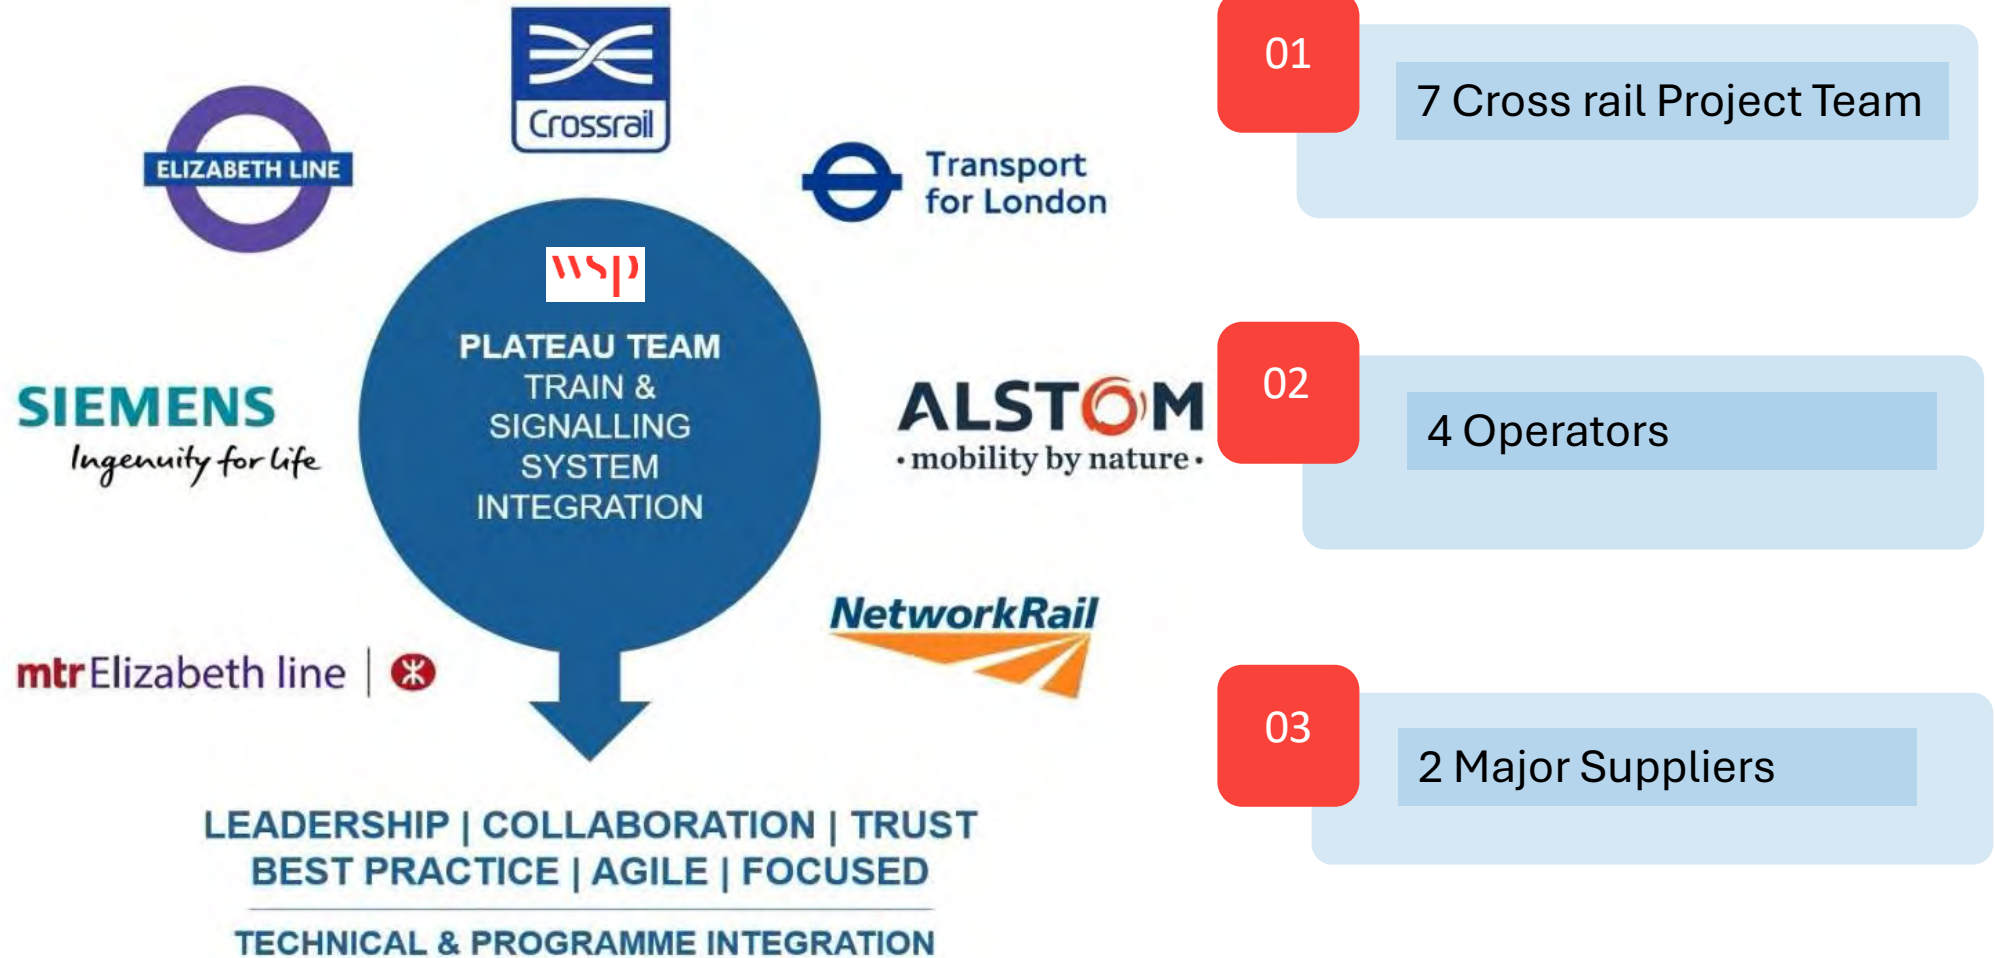 Crossrail
ELIZABETH LINE
Transport
for London
wsp
PLATEAU TEAM
TRAIN &
SIGNALLING
SYSTEM
INTEGRATION
SIEMENS
Ingenuity for life
ALSTOM
•mobility by nature•
NetworkRail
mtr Elizabeth line
LEADERSHIP | COLLABORATION | TRUST
BEST PRACTICE | AGILE | FOCUSED
TECHNICAL & PROGRAMME INTEGRATION
01
7 Cross rail Project Team
02
4 Operators
03
2 Major Suppliers